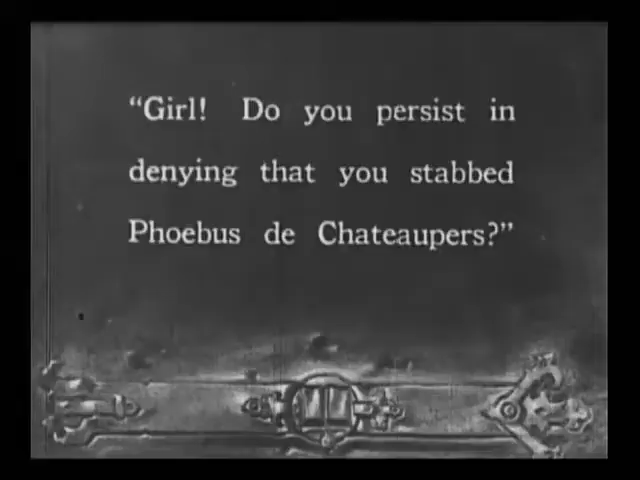 “Girl! Do you persist in
denying that you stabbed
Phoebus de Chateaupers?”